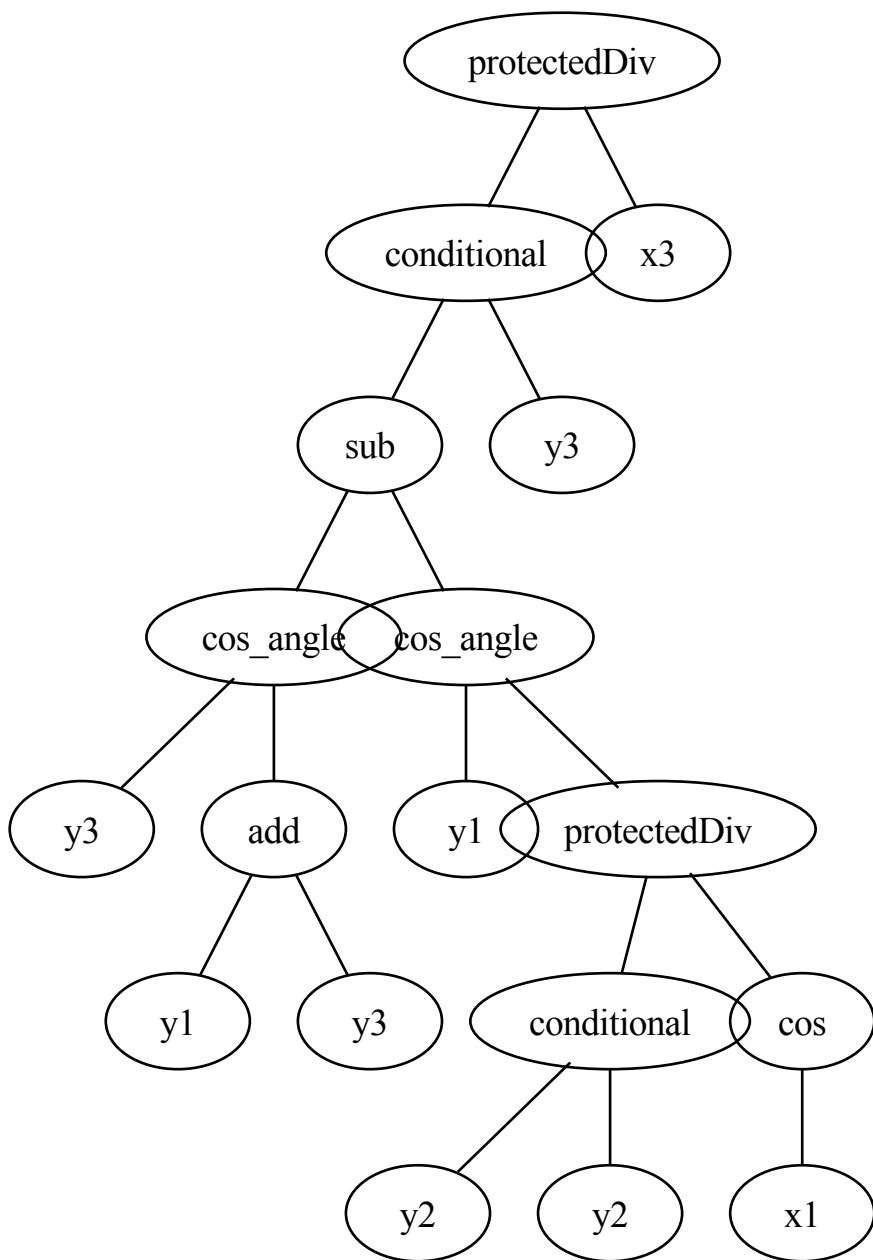 protectedDiv
conditional x3
sub y3
cos_angle cos_angle
y3 add y1 protectedDiv
y1 y3 conditional cos
y2 y2 x1